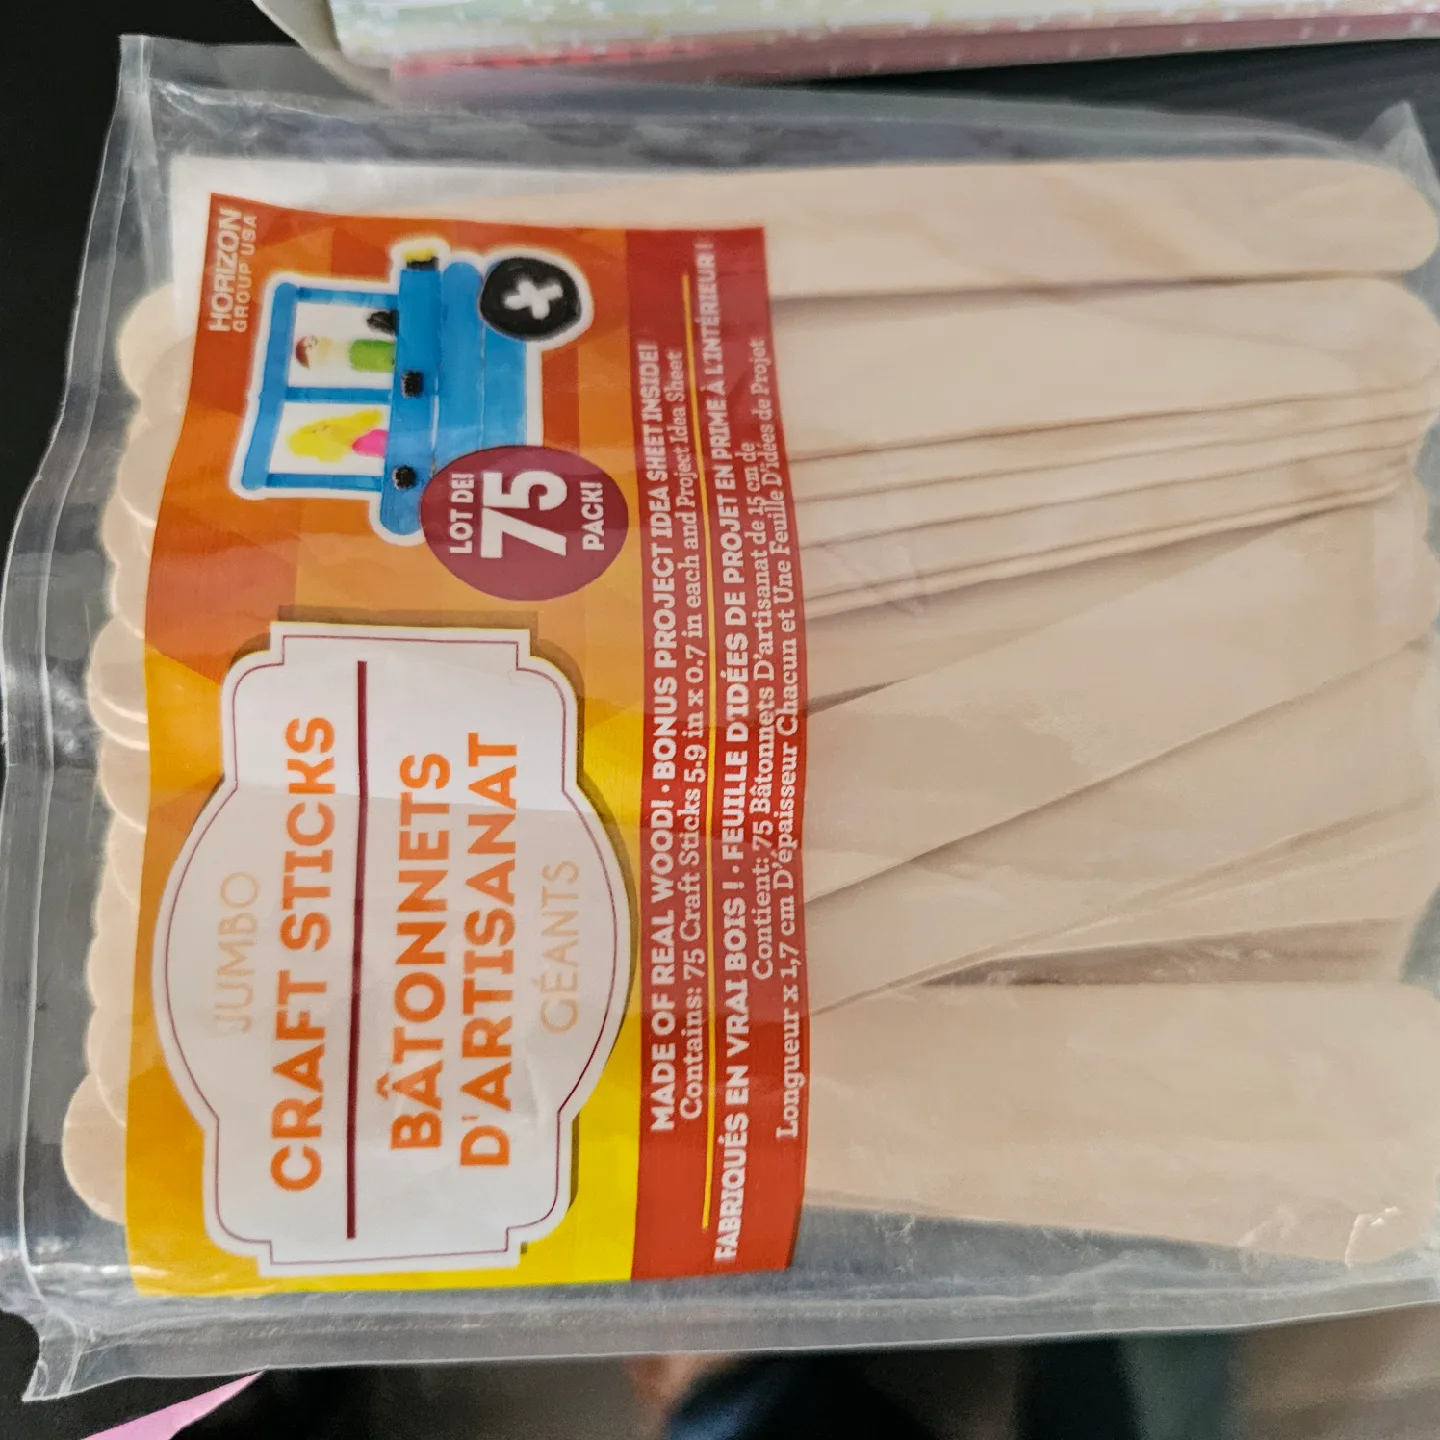 HORIZON
GROUP USA
JUMBO
CRAFT STICKS
BÂTONNETS
D'ARTISANAT
GÉANTS
LOT DE!
75
PACK!
MADE OF REAL WOOD! • BONUS PROJECT IDEA SHEET INSIDE!
Contains: 75 Craft Sticks 5.9 in x 0.7 in each and Project Idea Sheet
FABRIQUÉS EN VRAI BOIS ! • FEUILLE D'IDÉES DE PROJET EN PRIME À L'INTÉRIEUR !
Contient: 75 Bâtonnets D'artisanat de 15 cm de
Longueur x 1,7 cm D'épaisseur Chacun et Une Feuille D'idées de Projet